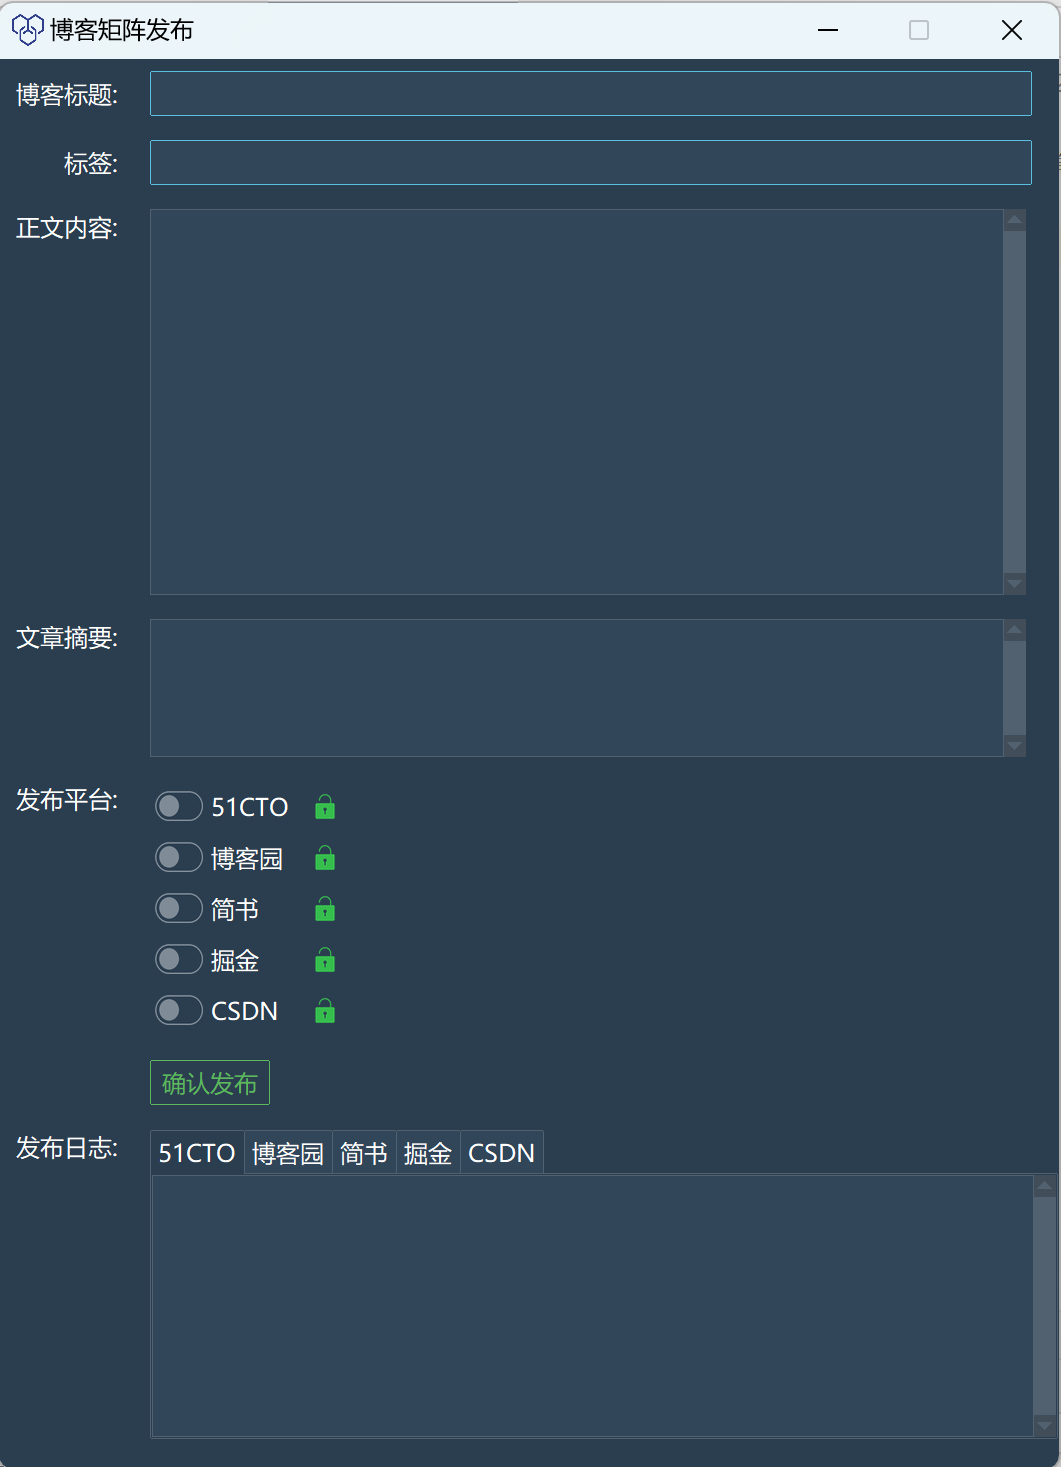 博客矩阵发布
博客标题:
标签:
正文内容:
文章摘要:
发布平台:
51CTO
博客园
简书
掘金
CSDN
确认发布
发布日志:
51CTO 博客园 简书 掘金 CSDN